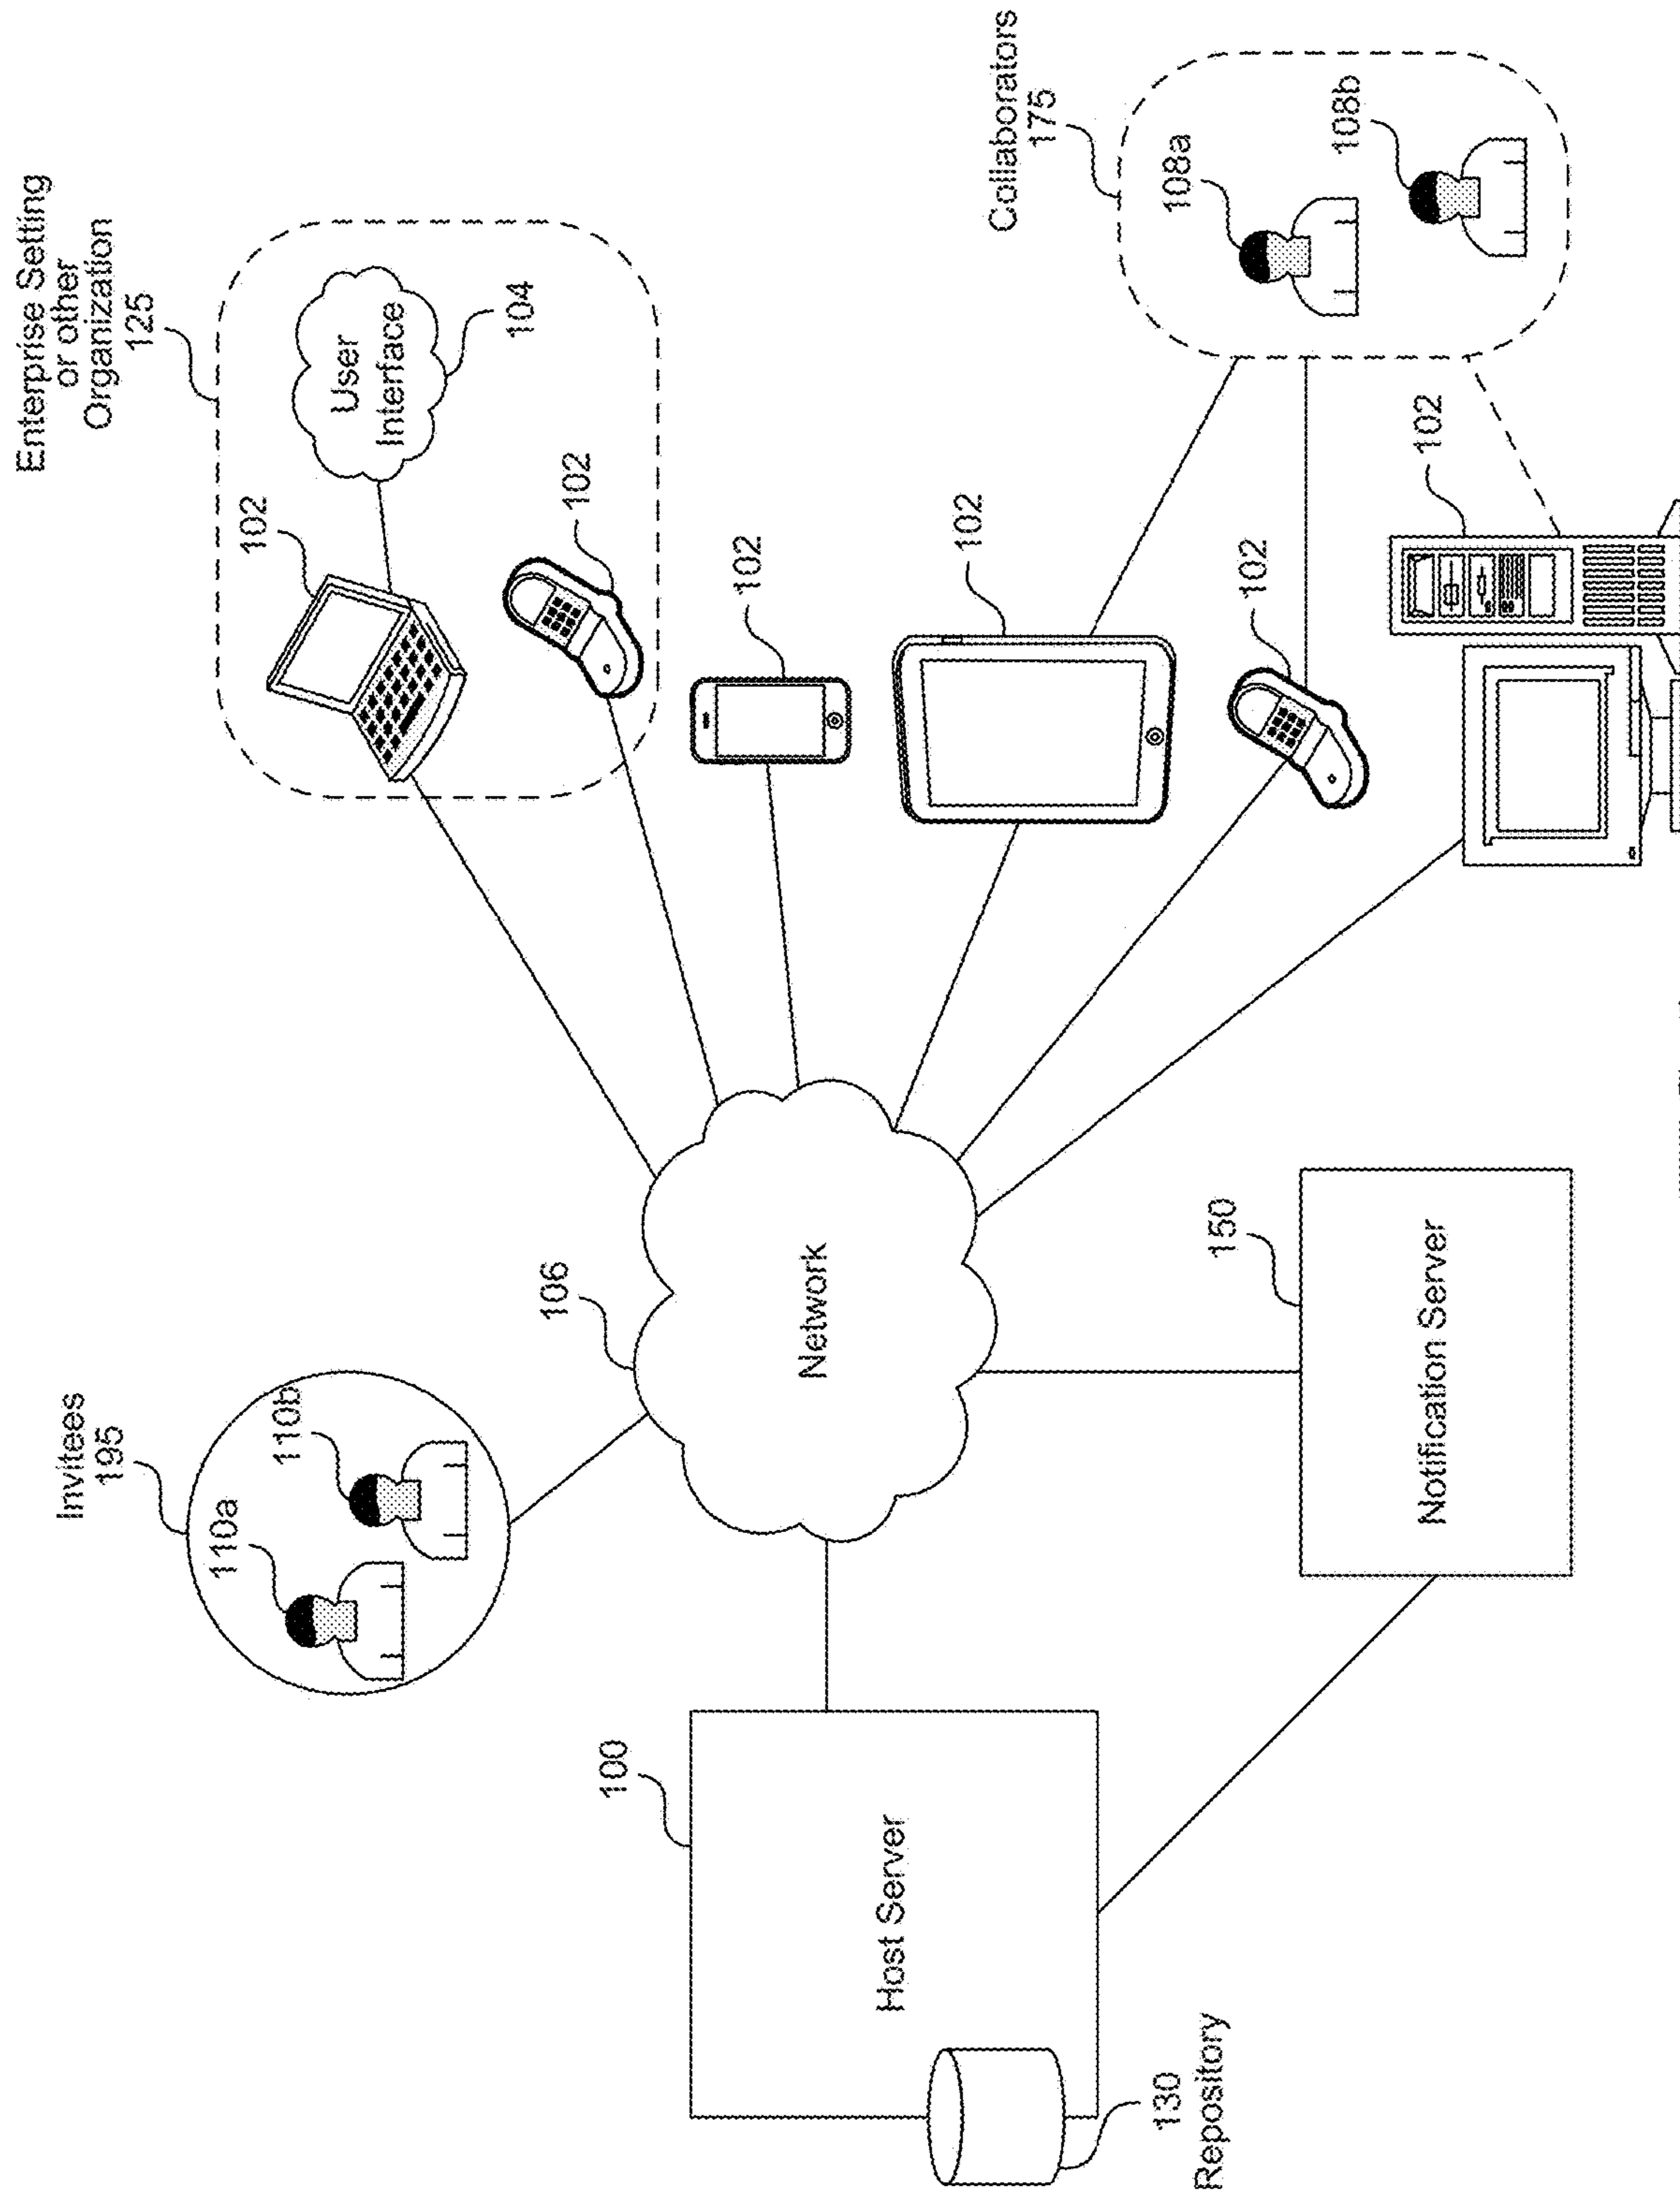 Enterprise Setting
or other
Organization
125
Invitees
195
110a
110b
102
User
Interface
104
106
102
100
102
Network
Host Server
102
Collaborators
175
108a
130
Repository
150
102
108b
102
Notification Server